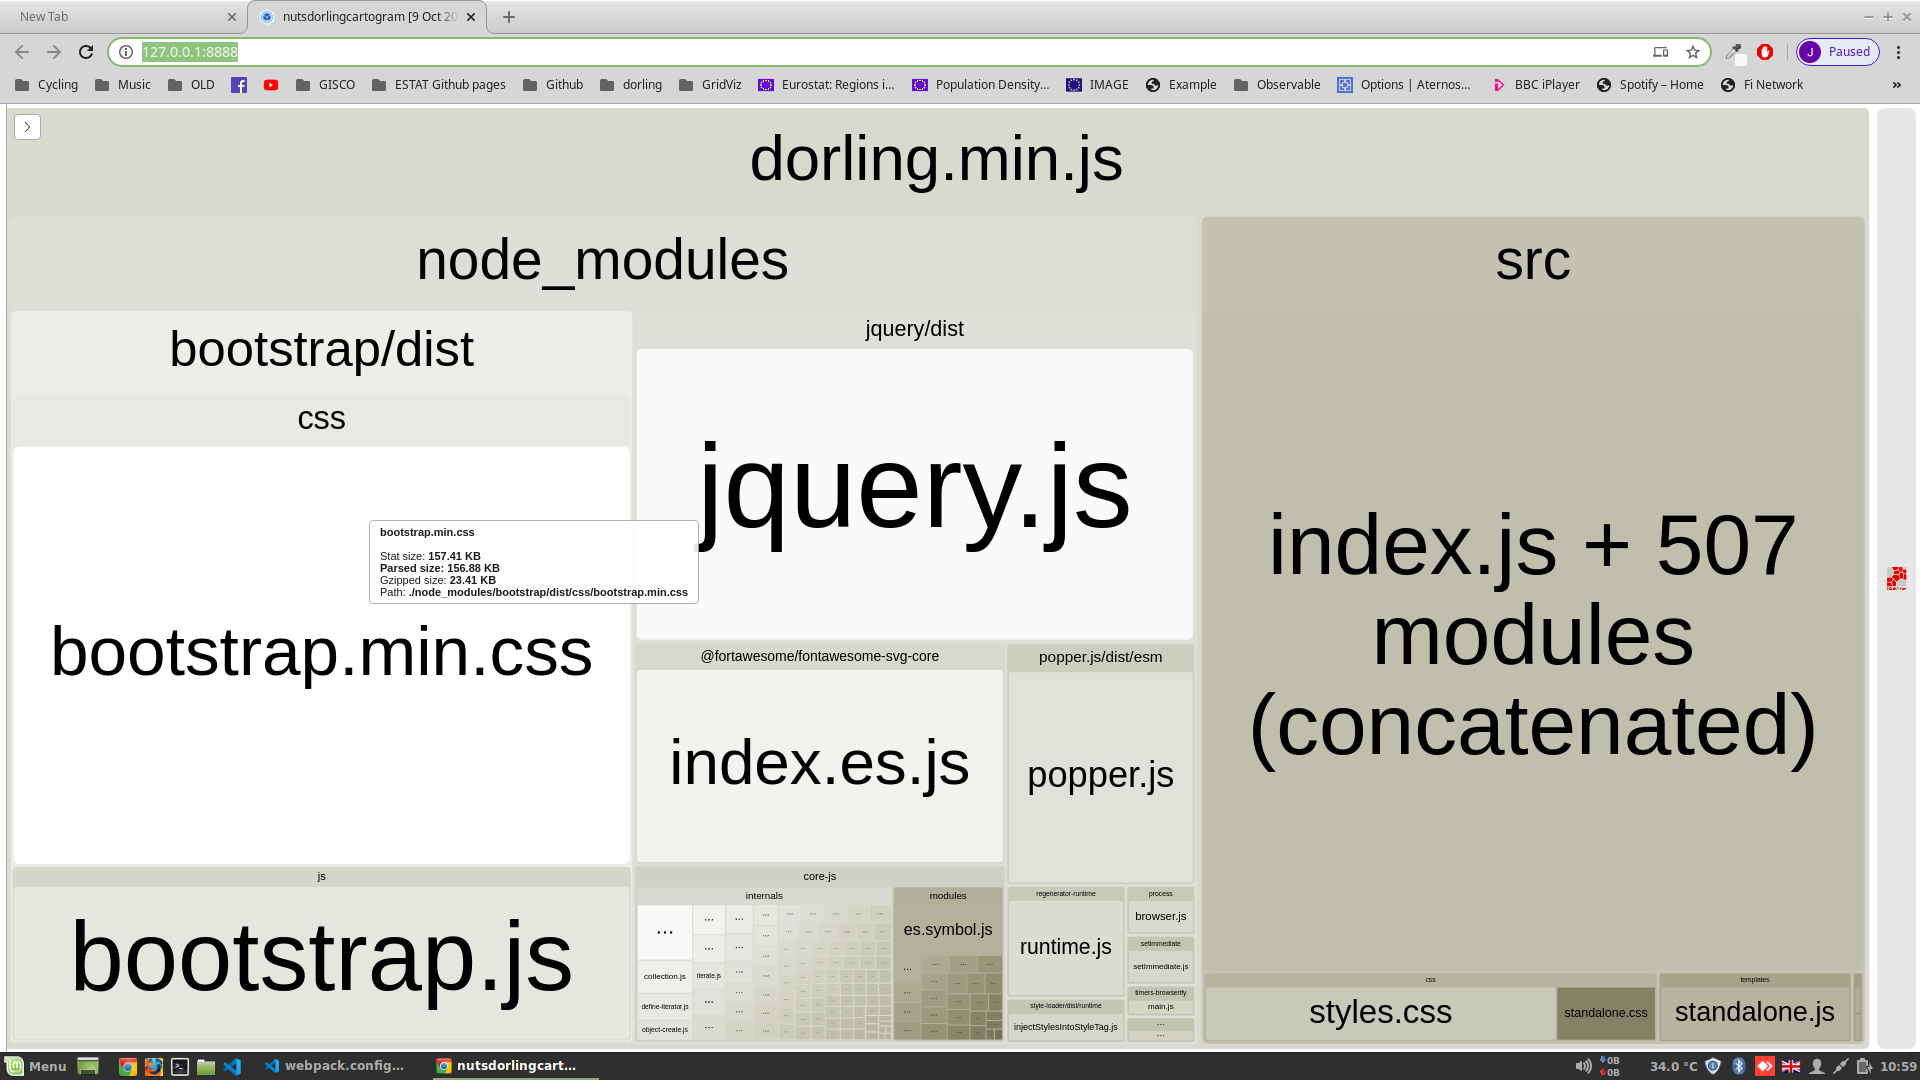 New Tab
nutsdorlingcartogram [9 Oct 20
127.0.0.1:8888
J Paused
Cycling Music OLD GISCO ESTAT Github pages Github dorling GridViz Eurostat: Regions i... Population Density... IMAGE Example Observable Options | Aternos... BBC iPlayer Spotify – Home Fi Network »
dorling.min.js
node_modules
src
bootstrap/dist
jquery/dist
css
jquery.js
bootstrap.min.css
Stat size: 157.41 KB
Parsed size: 156.88 KB
Gzipped size: 23.41 KB
Path: ./node_modules/bootstrap/dist/css/bootstrap.min.css
bootstrap.min.css
index.js + 507
modules
(concatenated)
@fortawesome/fontawesome-svg-core
popper.js/dist/esm
index.es.js
popper.js
js
bootstrap.js
core-js
internals
modules
...
es.symbol.js
collection.js
iterate.js
define-iterator.js
object-create.js
regenerator-runtime
runtime.js
process
browser.js
setimmediate
setImmediate.js
style-loader/dist/runtime
injectStylesIntoStyleTag.js
timers-browserify
main.js
css
styles.css
standalone.css
templates
standalone.js
Menu
webpack.config...
nutsdorlingcart...
0B
0B
34.0 °C
10:59